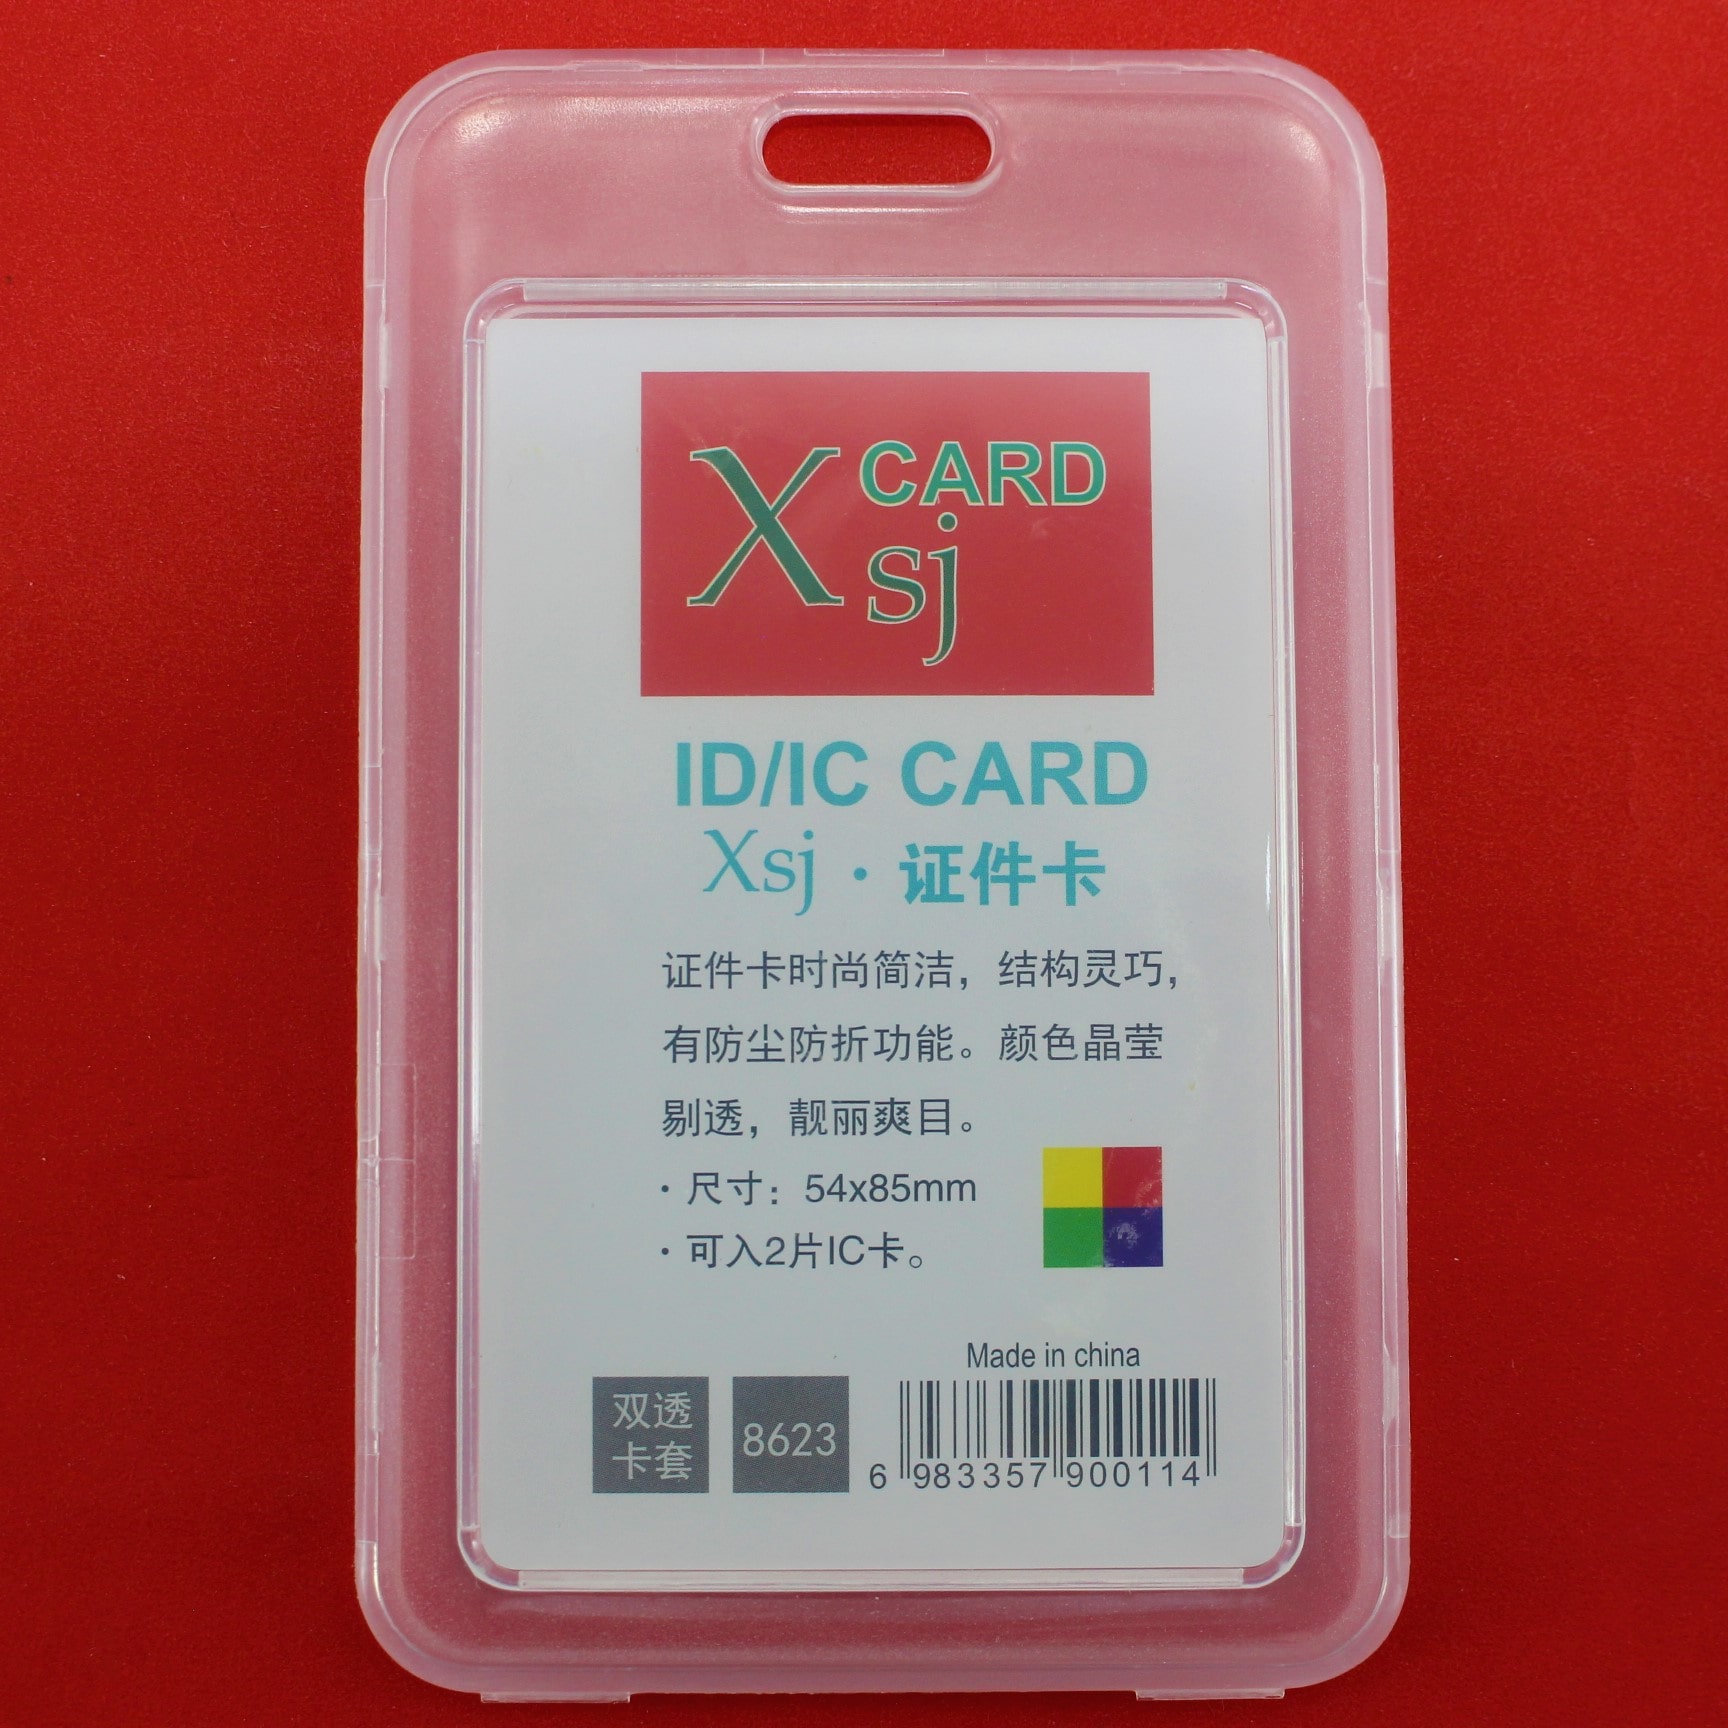 X CARD
sj
ID/IC CARD
Xsj·证件卡
证件卡时尚简洁，结构灵巧，
有防尘防折功能。颜色晶莹
剔透，靓丽爽目。
·尺寸：54x85mm
·可入2片IC卡。
Made in china
双透
卡套
8623
6 983357 900114